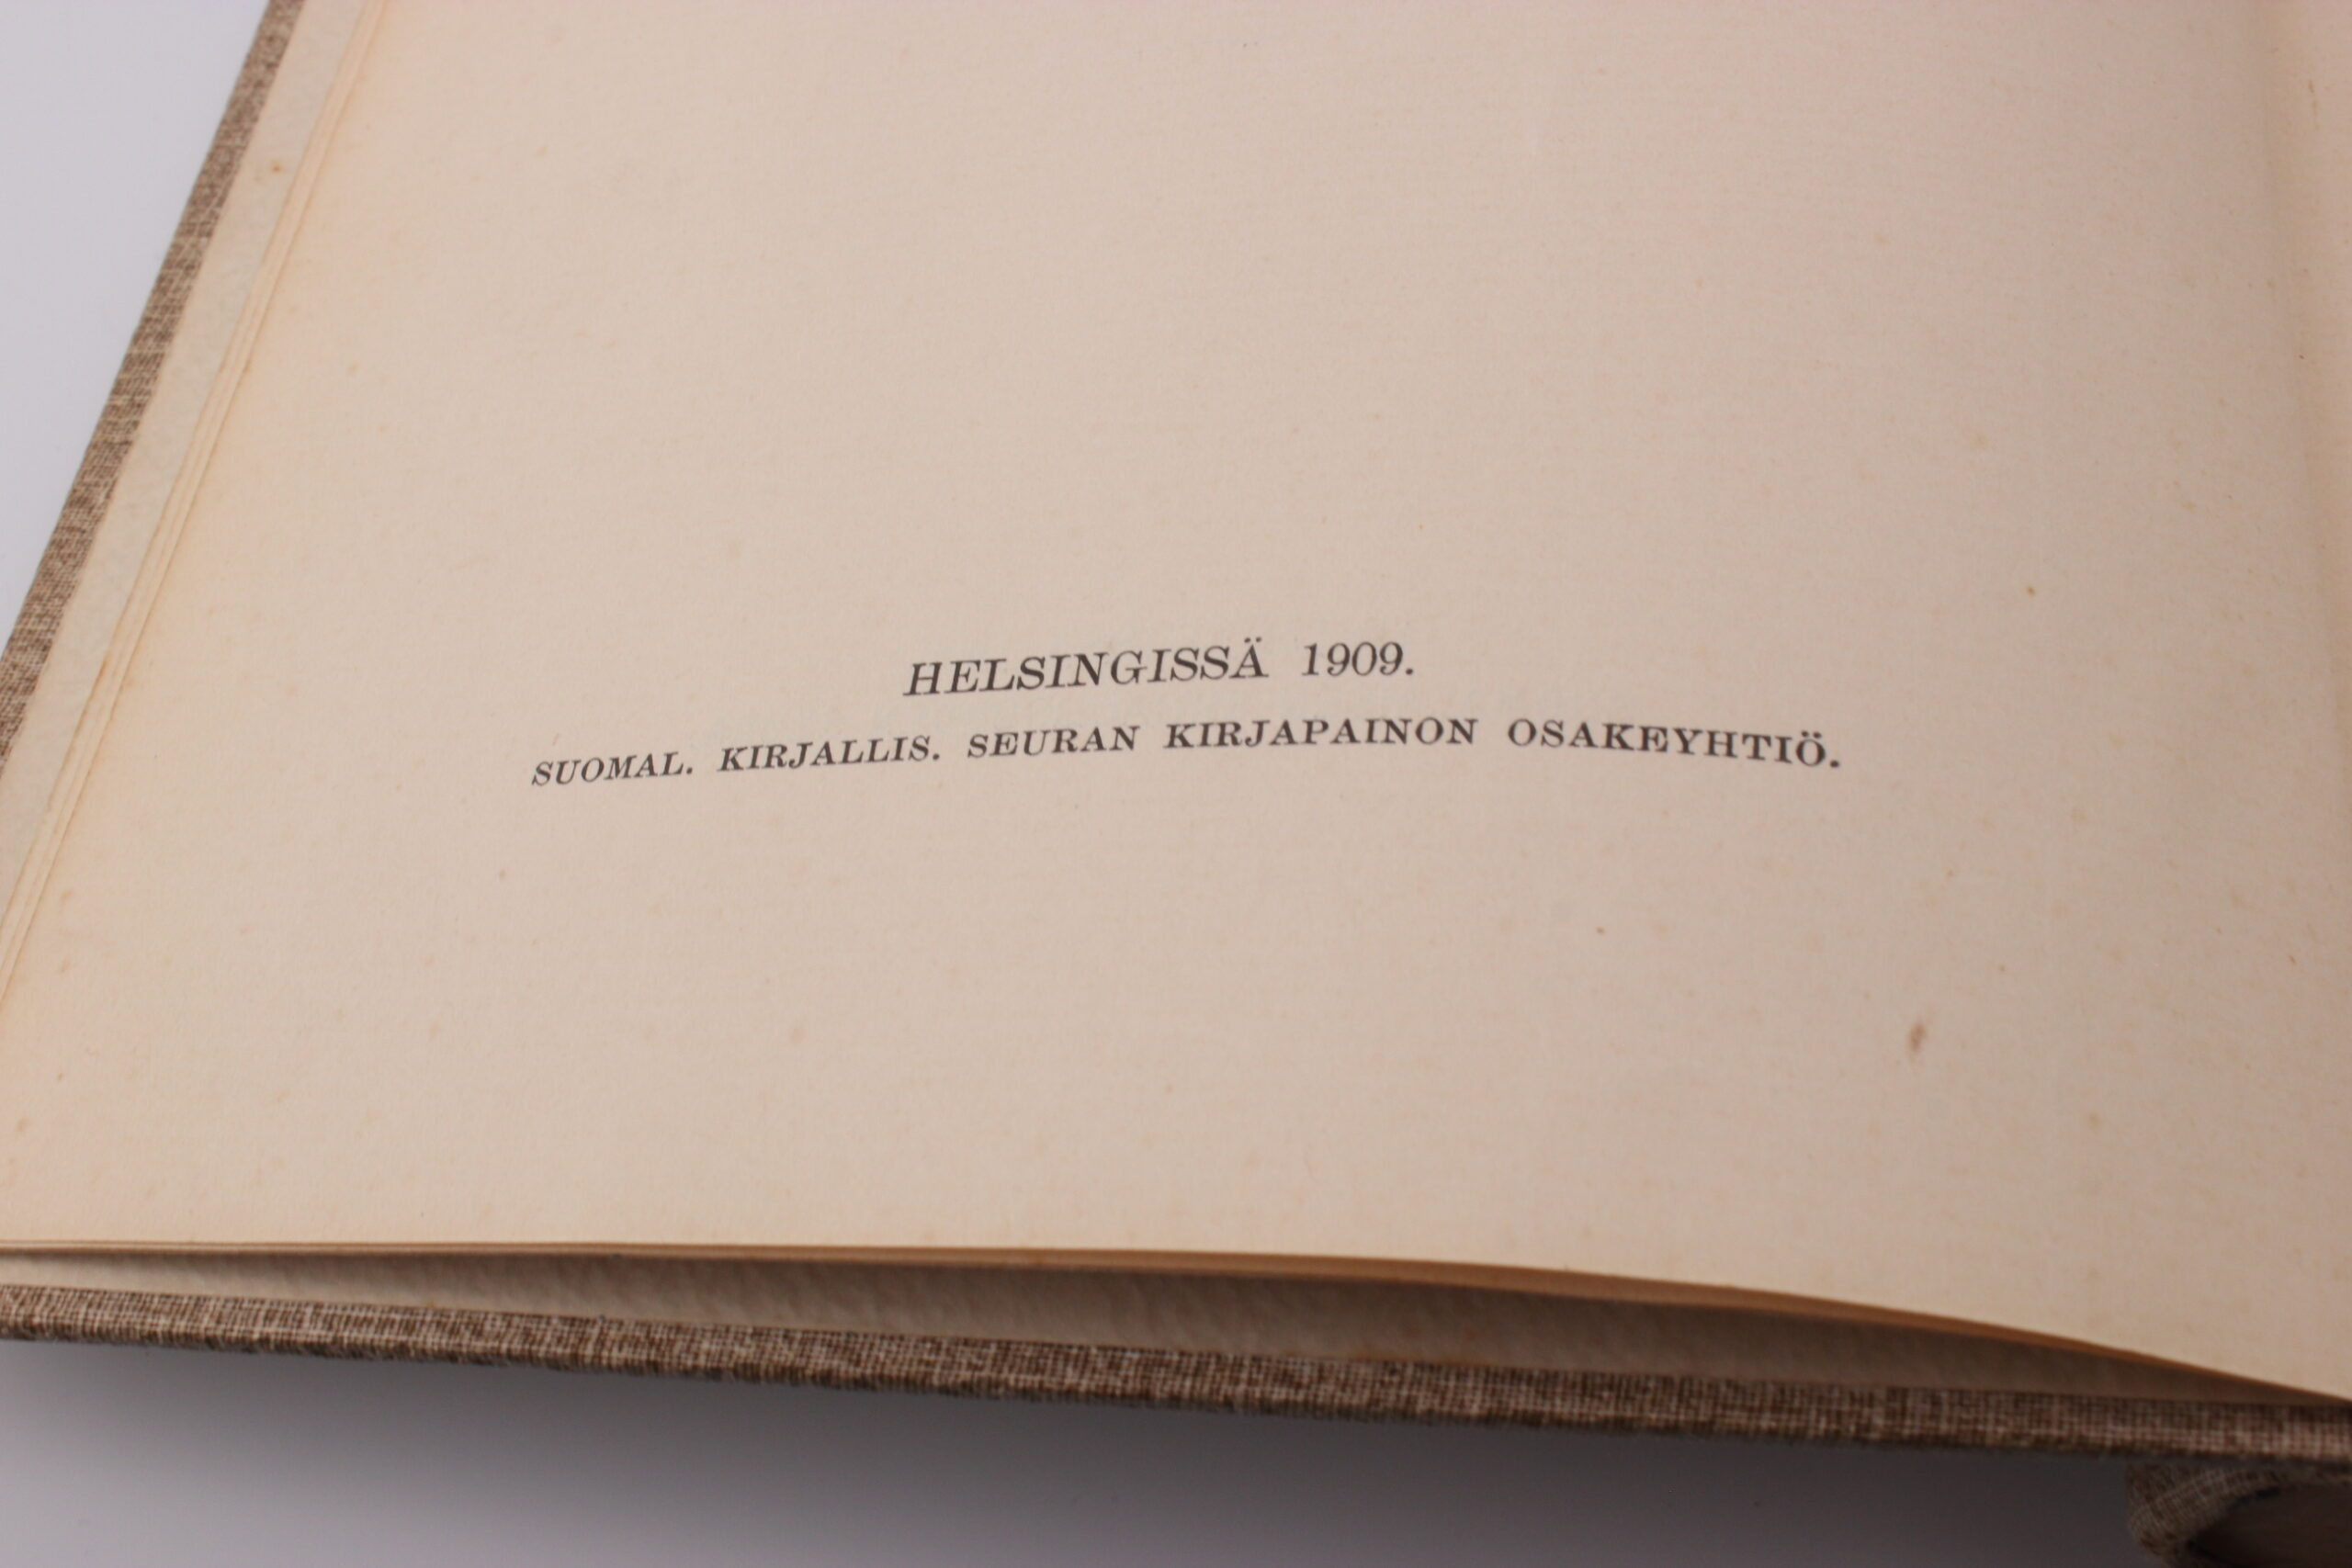 HELSINGISSÄ 1909.
SUOMAL. KIRJALLIS. SEURAN KIRJAPAINON OSAKEYHTIÖ.